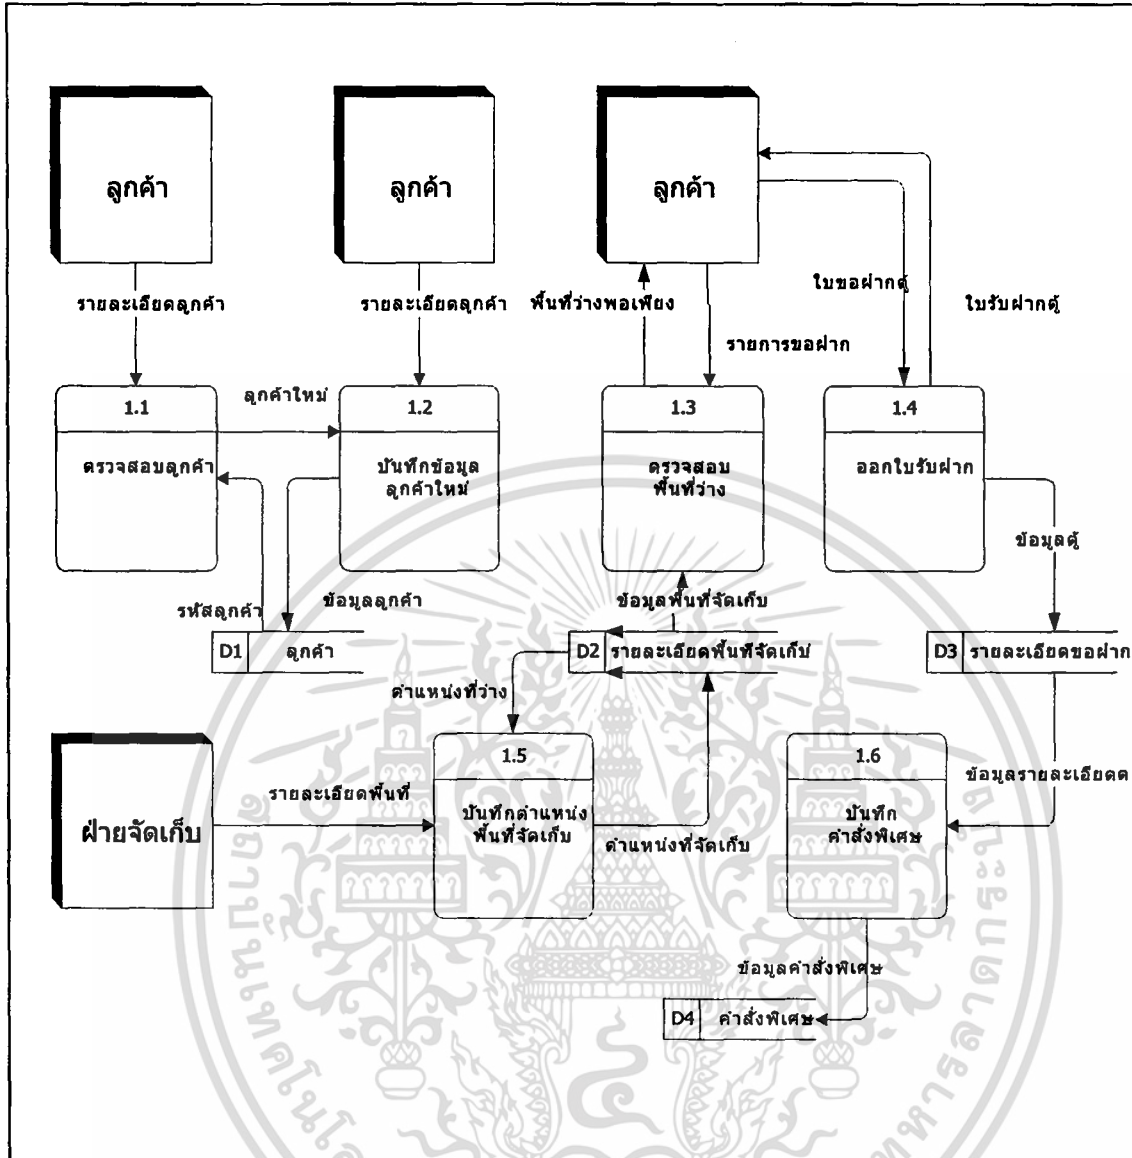 ลูกค้า
ลูกค้า
ลูกค้า
รายละเอียดลูกค้า
รายละเอียดลูกค้า
พื้นที่ว่างพอเพียง
รายการขอฝาก
ใบขอฝากตู้
ใบรับฝากตู้
1.1
ตรวจสอบลูกค้า
ลูกค้าใหม่
1.2
บันทึกข้อมูล
ลูกค้าใหม่
1.3
ตรวจสอบ
พื้นที่ว่าง
1.4
ออกใบรับฝาก
ข้อมูลตู้
รหัสลูกค้า
ข้อมูลลูกค้า
ข้อมูลพื้นที่จัดเก็บ
D1 ลูกค้า
D2 รายละเอียดพื้นที่จัดเก็บ
D3 รายละเอียดขอฝาก
ตำแหน่งที่ว่าง
ฝ่ายจัดเก็บ
รายละเอียดพื้นที่
1.5
บันทึกตำแหน่ง
พื้นที่จัดเก็บ
ตำแหน่งที่จัดเก็บ
1.6
บันทึก
คำสั่งพิเศษ
ข้อมูลรายละเอียดต
ข้อมูลคำสั่งพิเศษ
D4 คำสั่งพิเศษ